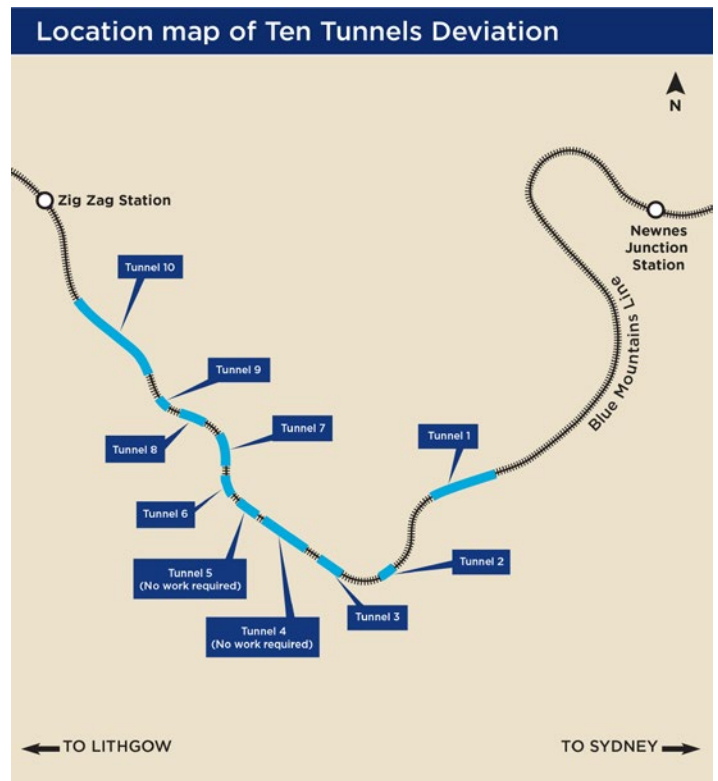 Location map of Ten Tunnels Deviation
N
Zig Zag Station
Newnes
Junction
Station
Tunnel 10
Blue Mountains Line
Tunnel 9
Tunnel 7
Tunnel 8
Tunnel 1
Tunnel 6
Tunnel 2
Tunnel 5
(No work required)
Tunnel 3
Tunnel 4
(No work required)
TO LITHGOW
TO SYDNEY